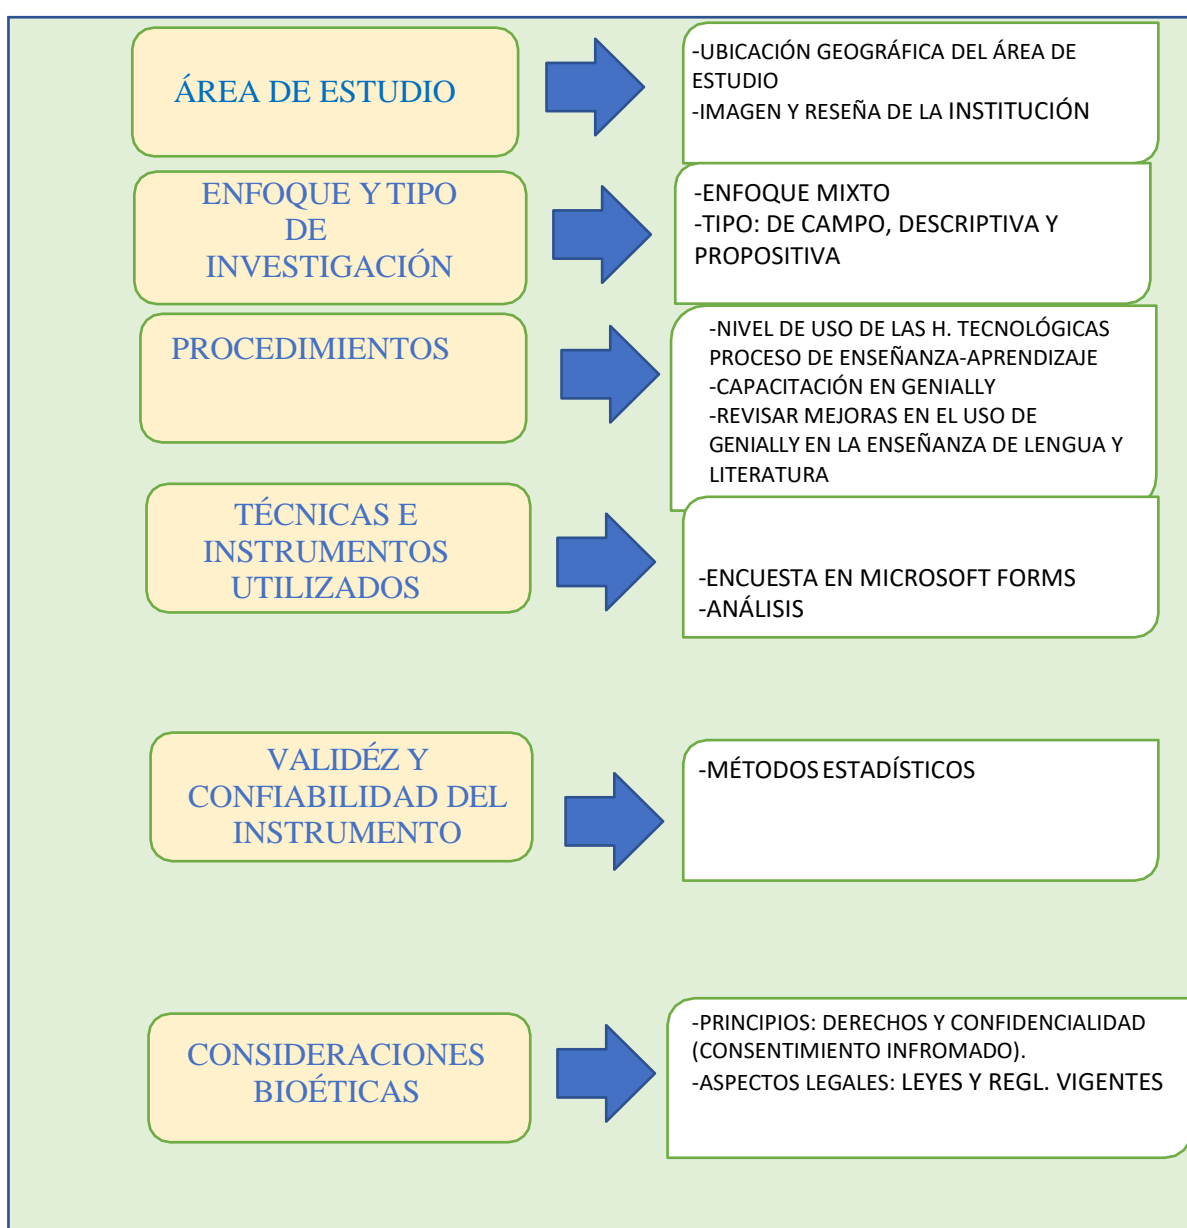 ÁREA DE ESTUDIO
-UBICACIÓN GEOGRÁFICA DEL ÁREA DE
ESTUDIO
-IMAGEN Y RESEÑA DE LA INSTITUCIÓN
ENFOQUE Y TIPO
DE
INVESTIGACIÓN
-ENFOQUE MIXTO
-TIPO: DE CAMPO, DESCRIPTIVA Y
PROPOSITIVA
PROCEDIMIENTOS
-NIVEL DE USO DE LAS H. TECNOLÓGICAS
PROCESO DE ENSEÑANZA-APRENDIZAJE
-CAPACITACIÓN EN GENIALLY
-REVISAR MEJORAS EN EL USO DE
GENIALLY EN LA ENSEÑANZA DE LENGUA Y
LITERATURA
TÉCNICAS E
INSTRUMENTOS
UTILIZADOS
-ENCUESTA EN MICROSOFT FORMS
-ANÁLISIS
VALIDÉZ Y
CONFIABILIDAD DEL
INSTRUMENTO
-MÉTODOS ESTADÍSTICOS
CONSIDERACIONES
BIOÉTICAS
-PRINCIPIOS: DERECHOS Y CONFIDENCIALIDAD
(CONSENTIMIENTO INFROMADO).
-ASPECTOS LEGALES: LEYES Y REGL. VIGENTES